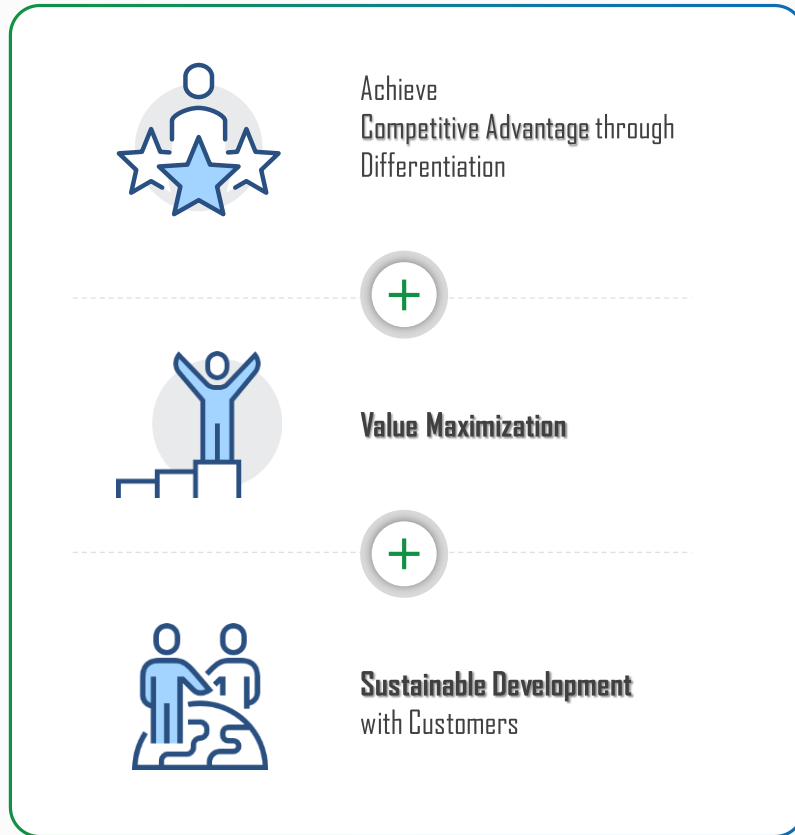 Achieve
Competitive Advantage through
Differentiation
+
Value Maximization
+
Sustainable Development
with Customers